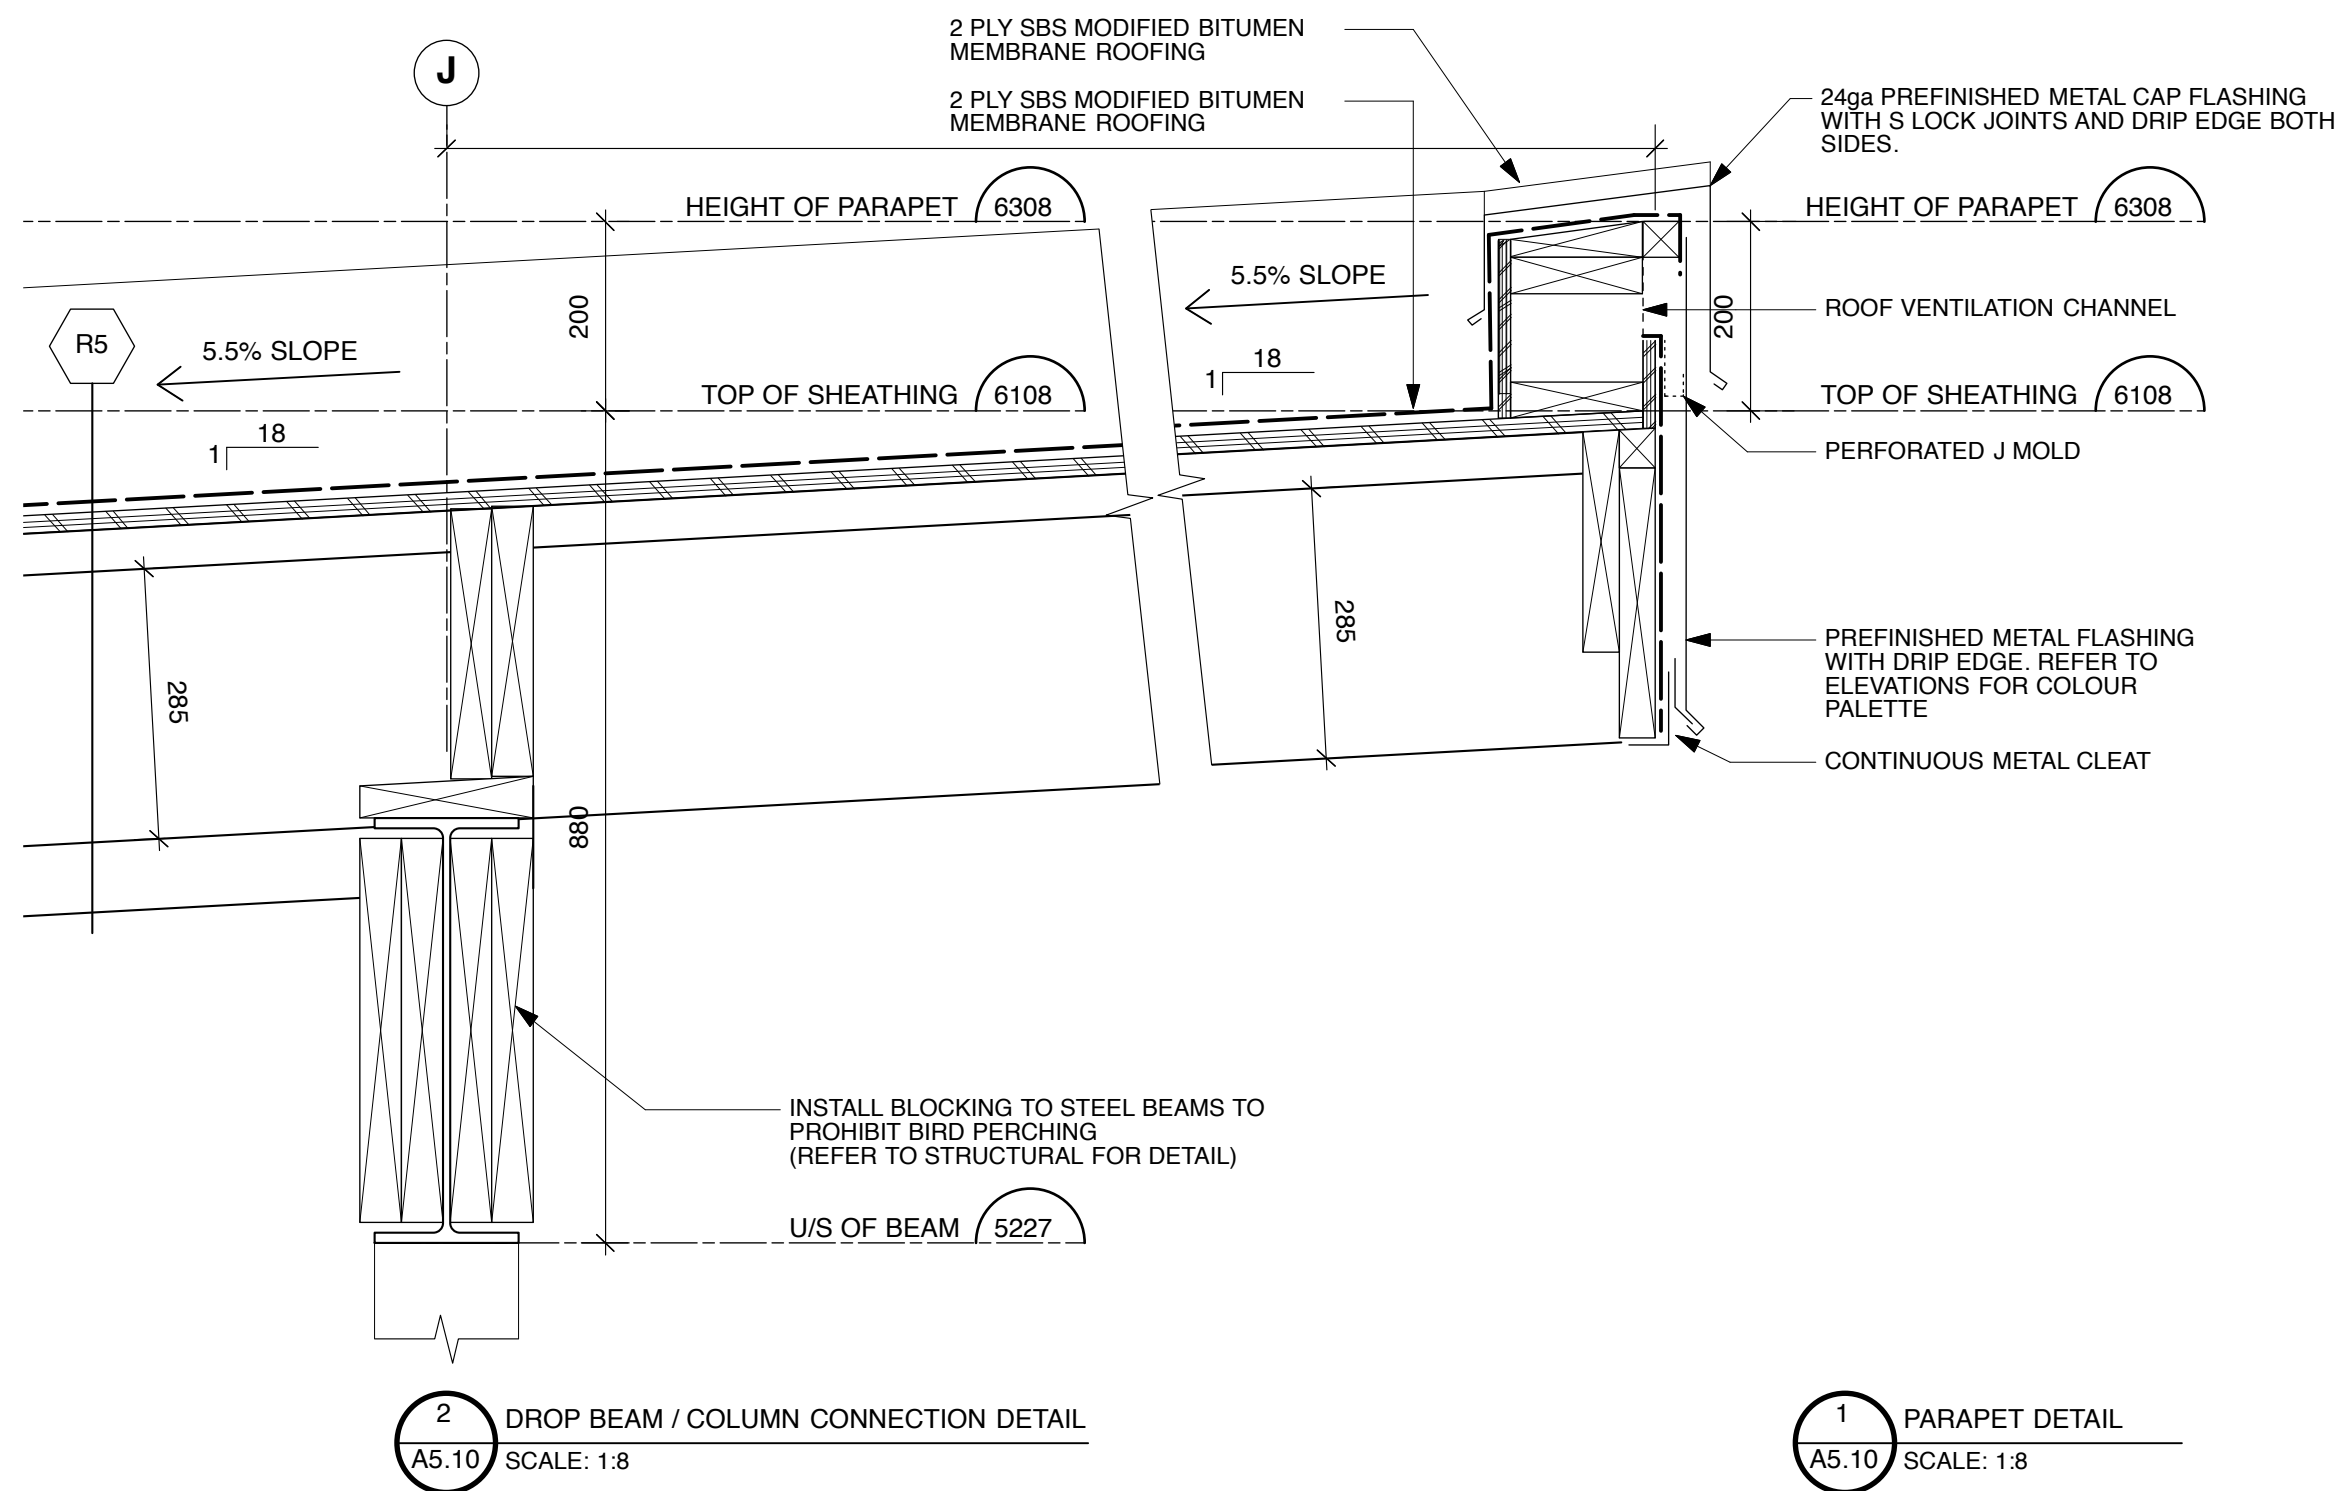 2 PLY SBS MODIFIED BITUMEN
MEMBRANE ROOFING
J
2 PLY SBS MODIFIED BITUMEN
MEMBRANE ROOFING
24ga PREFINISHED METAL CAP FLASHING
WITH S LOCK JOINTS AND DRIP EDGE BOTH
SIDES.
HEIGHT OF PARAPET 6308
HEIGHT OF PARAPET 6308
5.5% SLOPE
200
200
ROOF VENTILATION CHANNEL
R5
5.5% SLOPE
18
1
TOP OF SHEATHING 6108
TOP OF SHEATHING 6108
18
1
PERFORATED J MOLD
285
285
PREFINISHED METAL FLASHING
WITH DRIP EDGE. REFER TO
ELEVATIONS FOR COLOUR
PALETTE
CONTINUOUS METAL CLEAT
880
INSTALL BLOCKING TO STEEL BEAMS TO
PROHIBIT BIRD PERCHING
(REFER TO STRUCTURAL FOR DETAIL)
U/S OF BEAM 5227
2
DROP BEAM / COLUMN CONNECTION DETAIL
A5.10
SCALE: 1:8
1
PARAPET DETAIL
A5.10
SCALE: 1:8